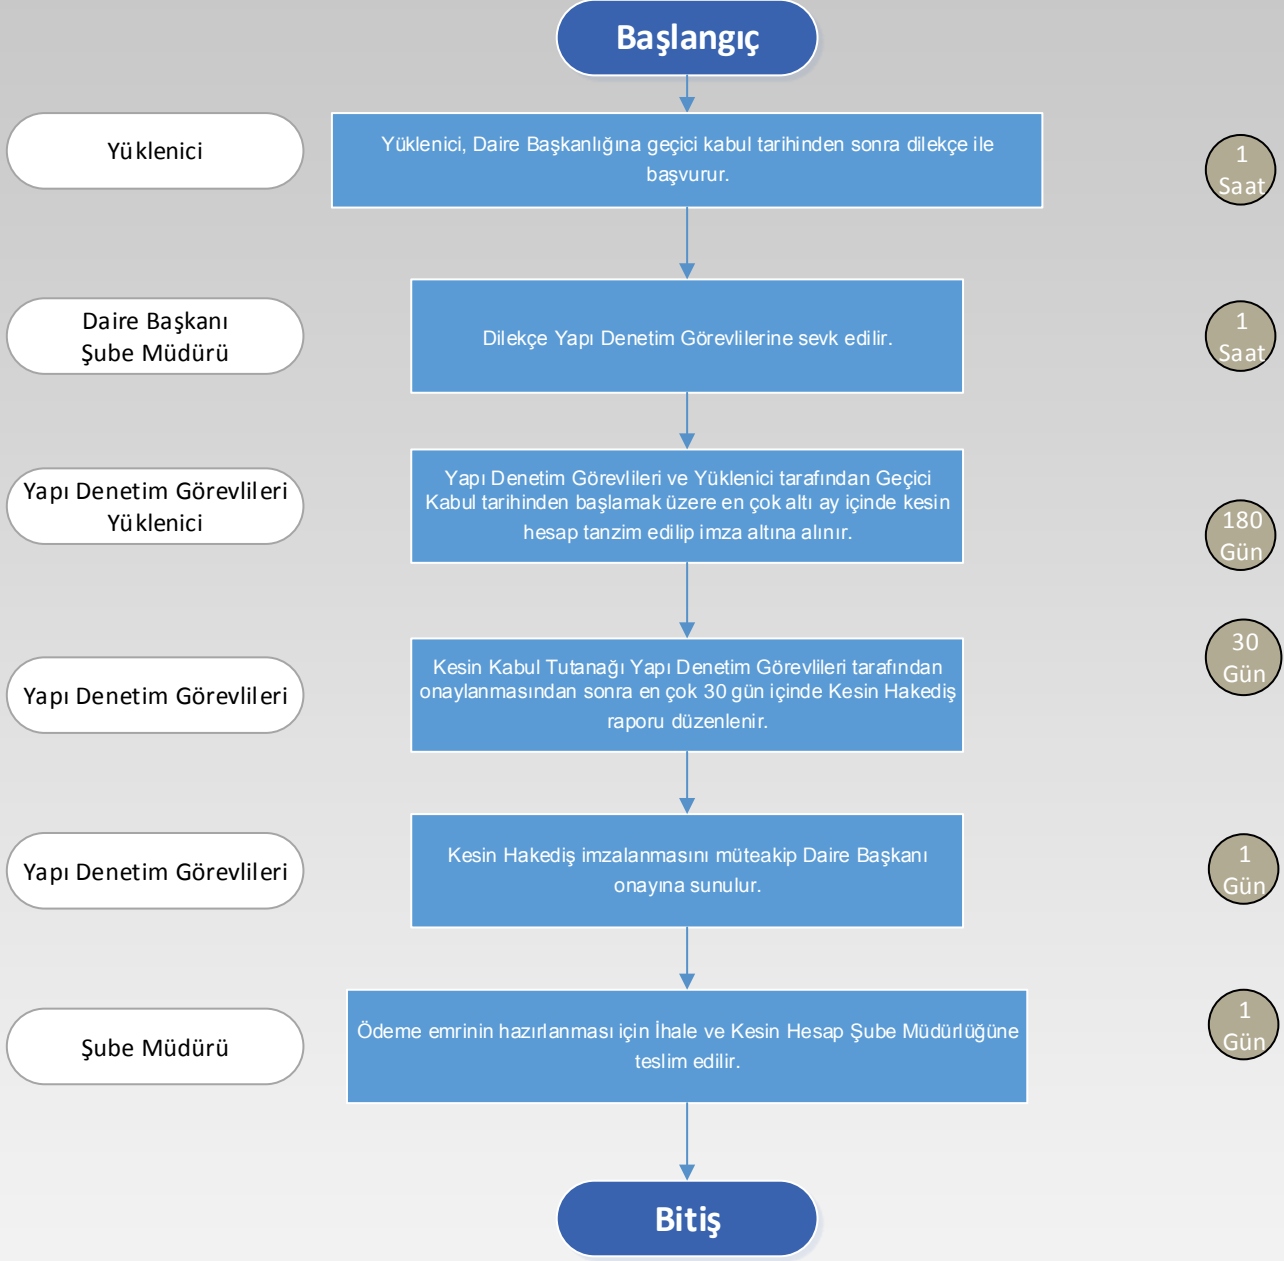 Başlangıç
Yüklenici
Yüklenici, Daire Başkanlığına geçici kabul tarihinden sonra dilekçe ile
başvurur.
1
Saat
Daire Başkanı
Şube Müdürü
Dilekçe Yapı Denetim Görevlilerine sevk edilir.
1
Saat
Yapı Denetim Görevlileri
Yüklenici
Yapı Denetim Görevlileri ve Yüklenici tarafından Geçici
Kabul tarihinden başlamak üzere en çok altı ay içinde kesin
hesap tanzim edilip imza altına alınır.
180
Gün
Yapı Denetim Görevlileri
Kesin Kabul Tutanağı Yapı Denetim Görevlileri tarafından
onaylanmasından sonra en çok 30 gün içinde Kesin Hakediş
raporu düzenlenir.
30
Gün
Yapı Denetim Görevlileri
Kesin Hakediş imzalanmasını müteakip Daire Başkanı
onayına sunulur.
1
Gün
Şube Müdürü
Ödeme emrinin hazırlanması için İhale ve Kesin Hesap Şube Müdürlüğüne
teslim edilir.
1
Gün
Bitiş